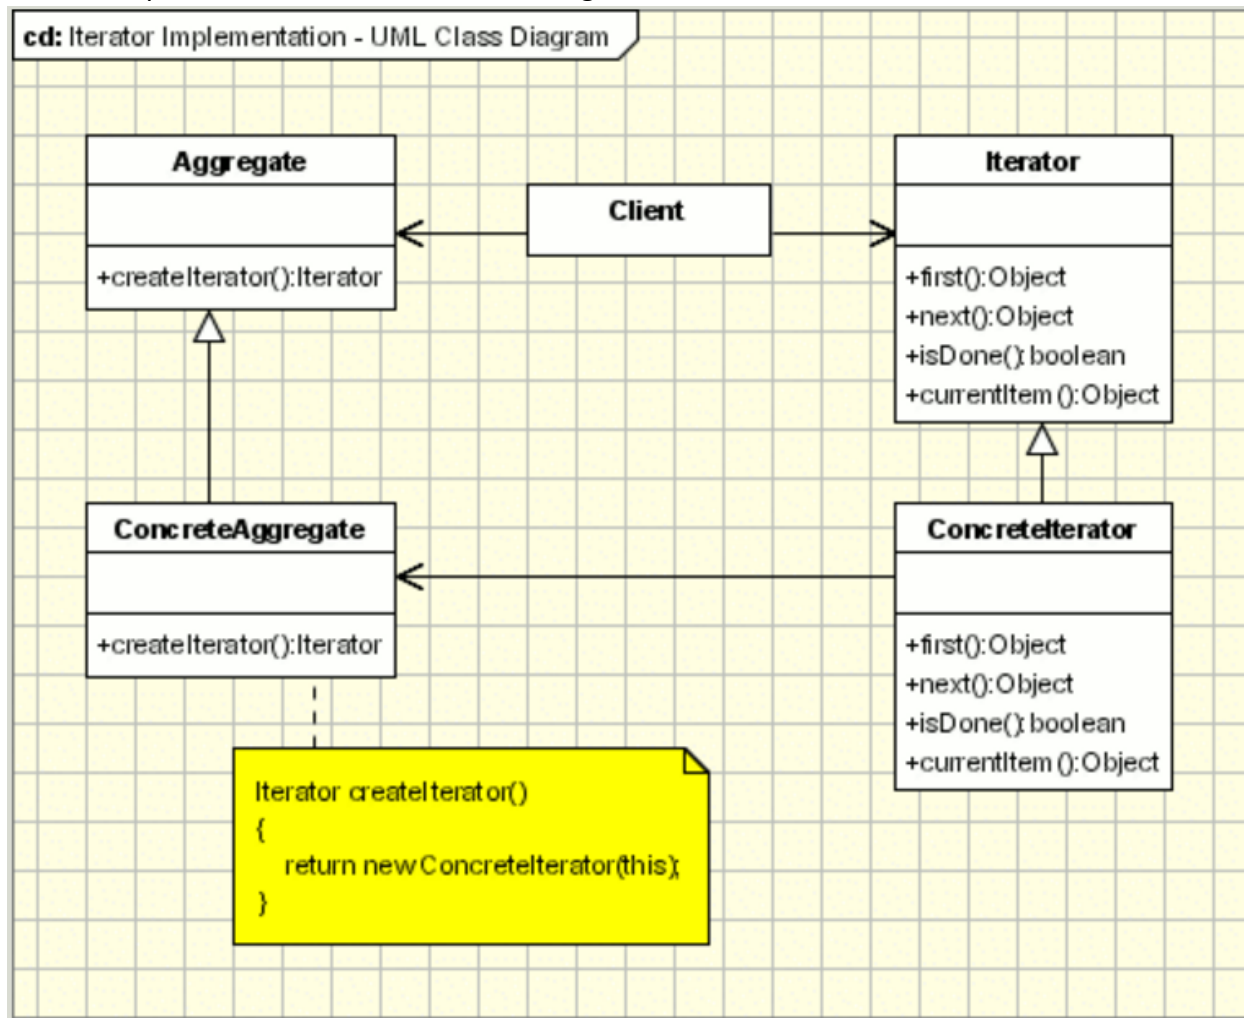 cd: Iterator Implementation - UML Class Diagram
Aggregate
+createIterator():Iterator
Client
Iterator
+first():Object
+next():Object
+isDone():boolean
+currentItem():Object
ConcreteAggregate
+createIterator():Iterator
ConcreteIterator
+first():Object
+next():Object
+isDone():boolean
+currentItem():Object
Iterator createIterator()
{
return new ConcreteIterator(this);
}